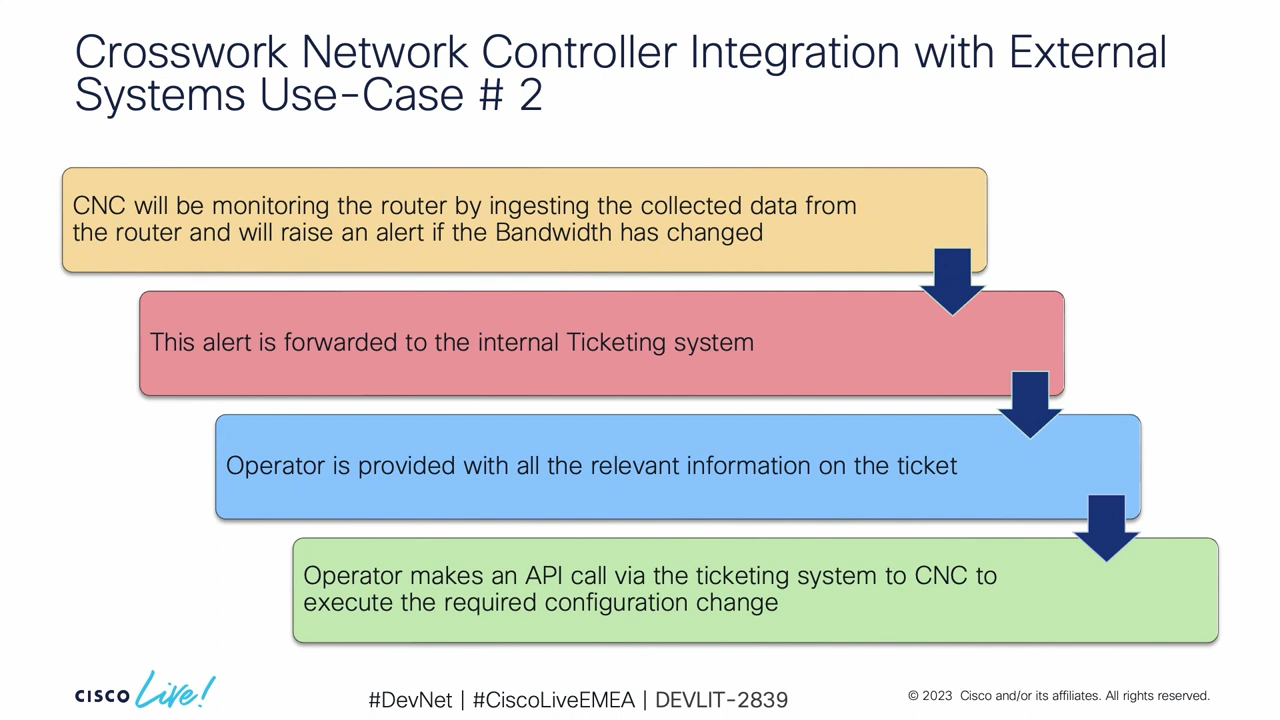 Crosswork Network Controller Integration with External
Systems Use-Case # 2
CNC will be monitoring the router by ingesting the collected data from
the router and will raise an alert if the Bandwidth has changed
This alert is forwarded to the internal Ticketing system
Operator is provided with all the relevant information on the ticket
Operator makes an API call via the ticketing system to CNC to
execute the required configuration change
CISCO Live!
#DevNet | #CiscoLiveEMEA | DEVLIT-2839
© 2023 Cisco and/or its affiliates. All rights reserved.